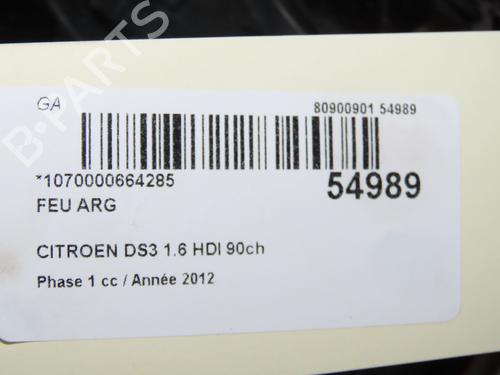 GA
80900901 54989
*1070000664285
54989
FEU ARG
CITROEN DS3 1.6 HDI 90ch
Phase 1 cc / Année 2012
B-PARTS